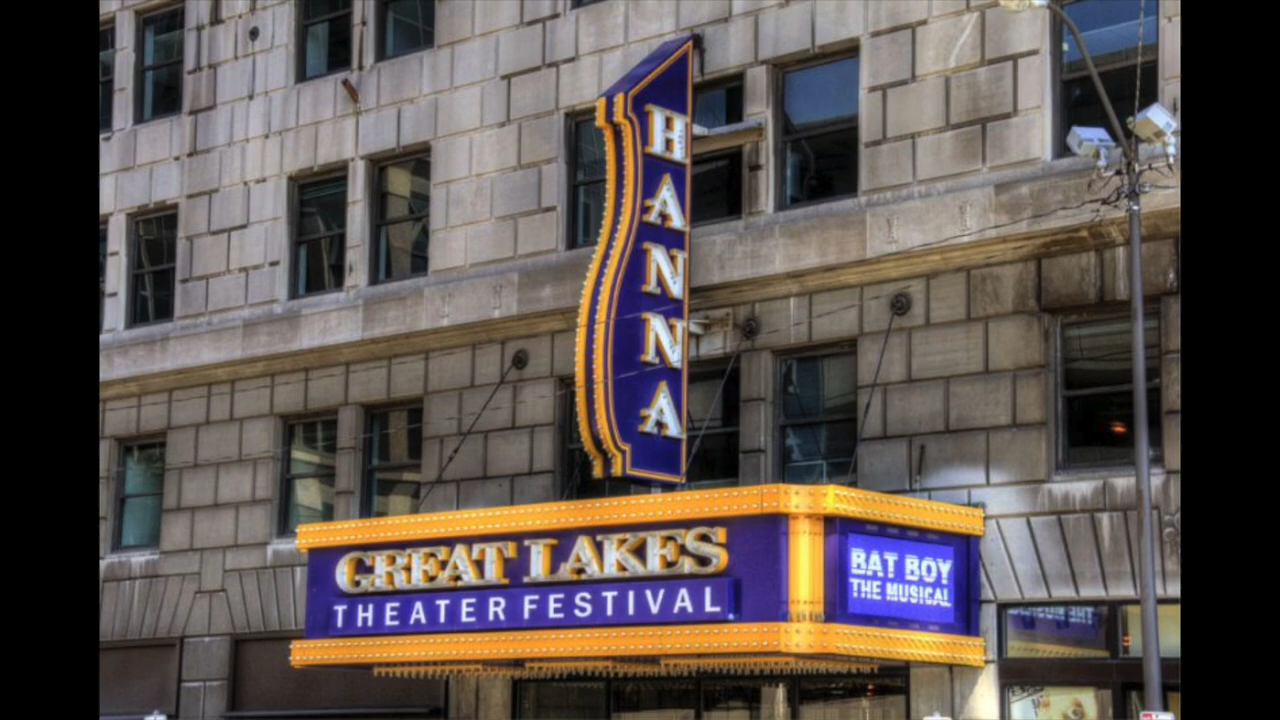 HANNA
GREAT LAKES
THEATER FESTIVAL
BAT BOY
THE MUSICAL